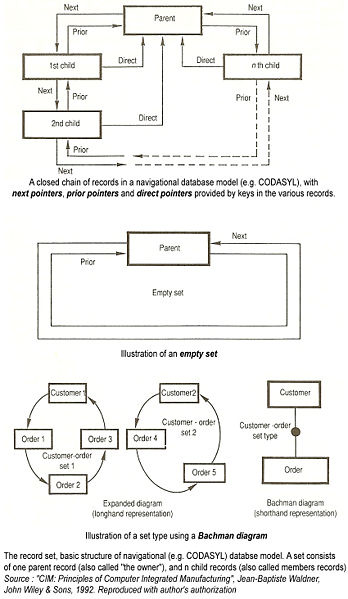 Next
Parent
Next
Prior
Prior
1st child
Direct
Direct
n th child
Next
Prior
Direct
Prior
Next
2nd child
Prior
Prior
Next
Next
A closed chain of records in a navigational database model (e.g. CODASYL), with
next pointers, prior pointers and direct pointers provided by keys in the various records.
Next
Parent
Prior
Empty set
Illustration of an empty set
Customer 1
Customer2
Customer
Order 1
Order 3
Customer-order
set 1
Order 2
Order 4
Customer - order
set 2
Order 5
Customer -order
set type
Order
Expanded diagram
(longhand representation)
Bachman diagram
(shorthand representation)
Illustration of a set type using a Bachman diagram
The record set, basic structure of navigational (e.g. CODASYL) databse model. A set consists
of one parent record (also called "the owner"), and n child records (also called members records)
Source : "CIM: Principles of Computer Integrated Manufacturing", Jean-Baptiste Waldner,
John Wiley & Sons, 1992. Reproduced with author's authorization